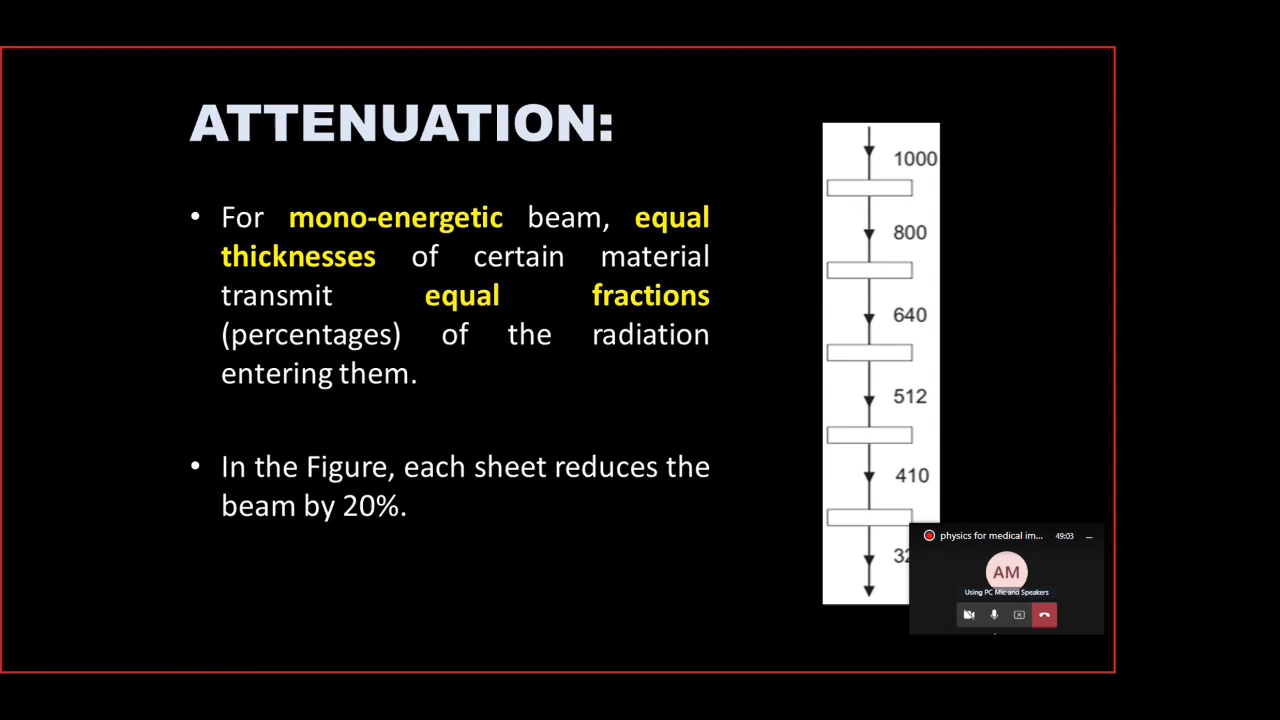 ATTENUATION:
• For mono-energetic beam, equal
thicknesses of certain material
transmit equal fractions
(percentages) of the radiation
entering them.
• In the Figure, each sheet reduces the
beam by 20%.
1000
800
640
512
410
physics for medical im... 49:03
AM
Using PC Mic and Speakers